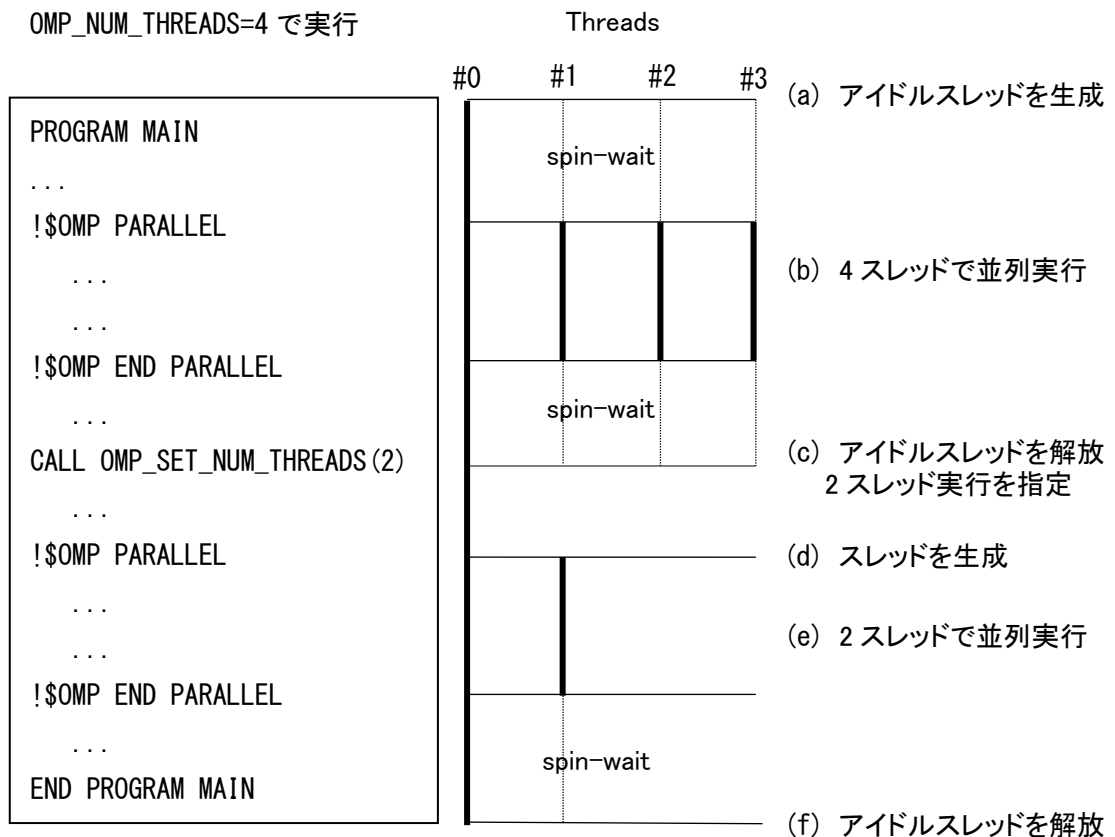 OMP_NUM_THREADS=4 で実行
Threads
#0 #1 #2 #3
(a) アイドルスレッドを生成
PROGRAM MAIN
spin-wait
...
!$OMP PARALLEL
...
(b) 4 スレッドで並列実行
...
!$OMP END PARALLEL
...
spin-wait
CALL OMP_SET_NUM_THREADS(2)
(c) アイドルスレッドを解放
2 スレッド実行を指定
...
!$OMP PARALLEL
(d) スレッドを生成
...
(e) 2 スレッドで並列実行
...
!$OMP END PARALLEL
...
spin-wait
END PROGRAM MAIN
(f) アイドルスレッドを解放